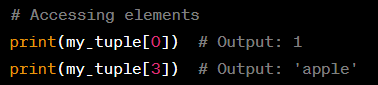 # Accessing elements
print(my_tuple[0])  # Output: 1
print(my_tuple[3])  # Output: 'apple'